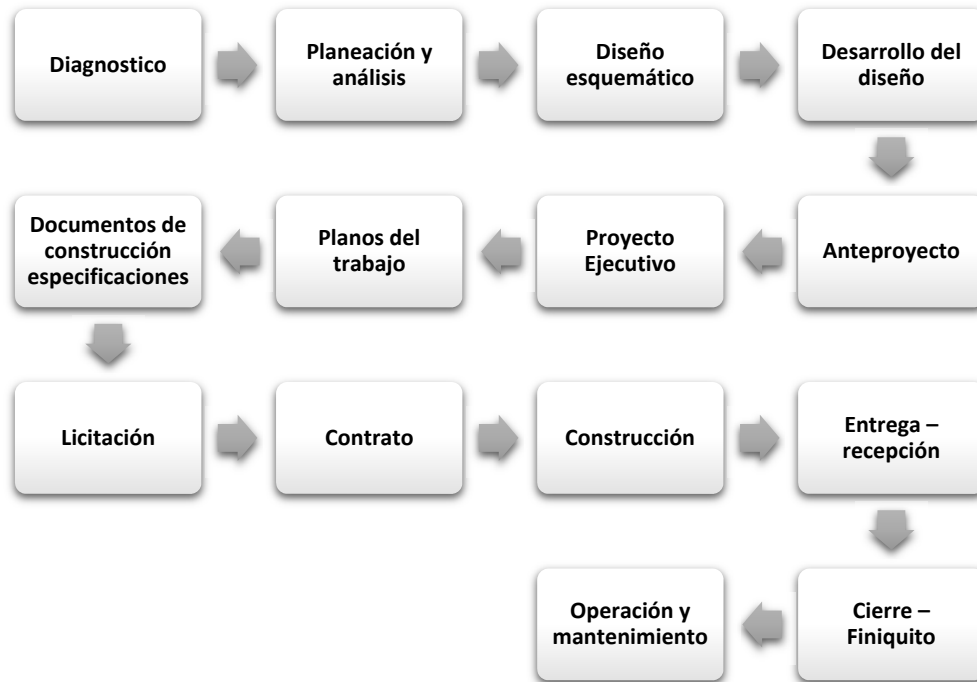 Diagnostico
Planeación y
análisis
Diseño
esquemático
Desarrollo del
diseño
Anteproyecto
Proyecto
Ejecutivo
Planos del
trabajo
Documentos de
construcción
especificaciones
Licitación
Contrato
Construcción
Entrega –
recepción
Cierre –
Finiquito
Operación y
mantenimiento